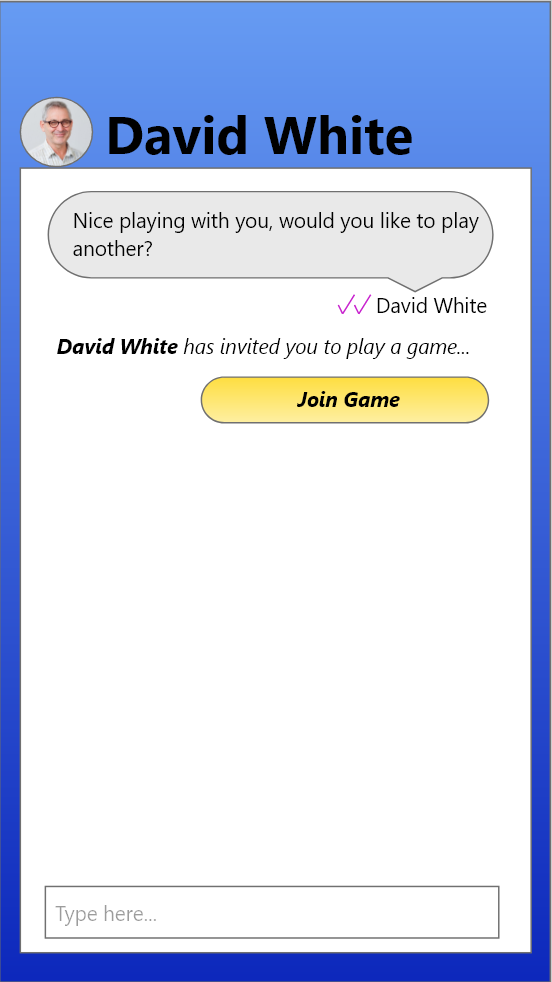 David White
Nice playing with you, would you like to play
another?
David White
David White has invited you to play a game...
Join Game
Type here...